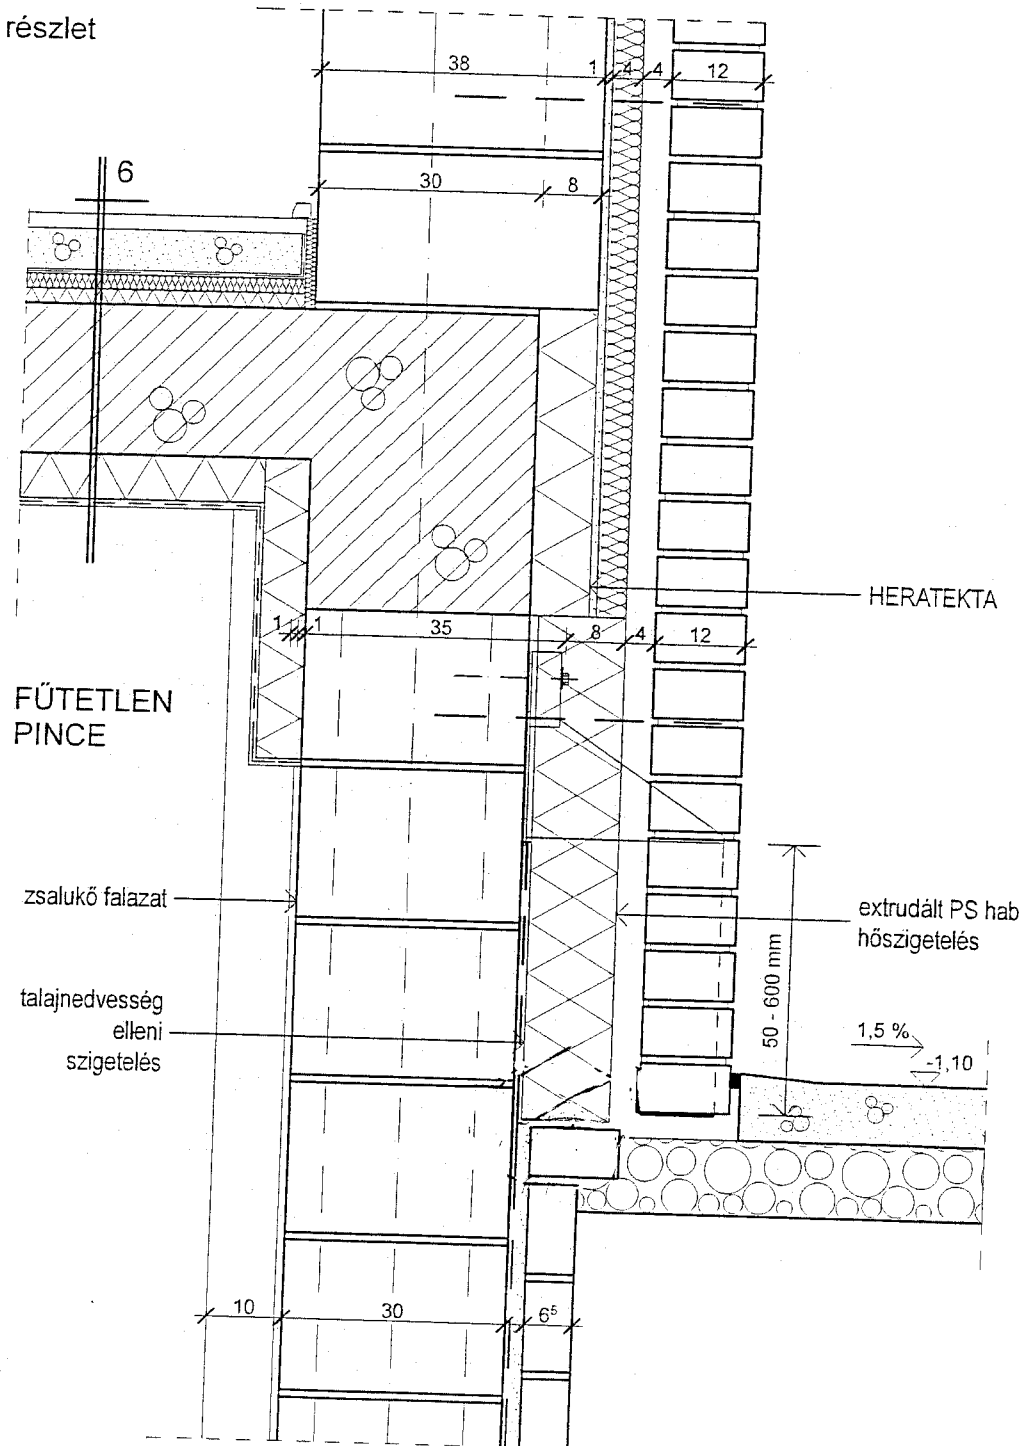 részlet
38 1 4 4 12
6
30 8
HERATEKTA
1 1 35 8 4 12
FŰTETLEN
PINCE
zsalukő falazat
extrudált PS hab
hőszigetelés
50 - 600 mm
talajnedvesség
elleni
szigetelés
1,5 %
-1,10
10 30 6⁵